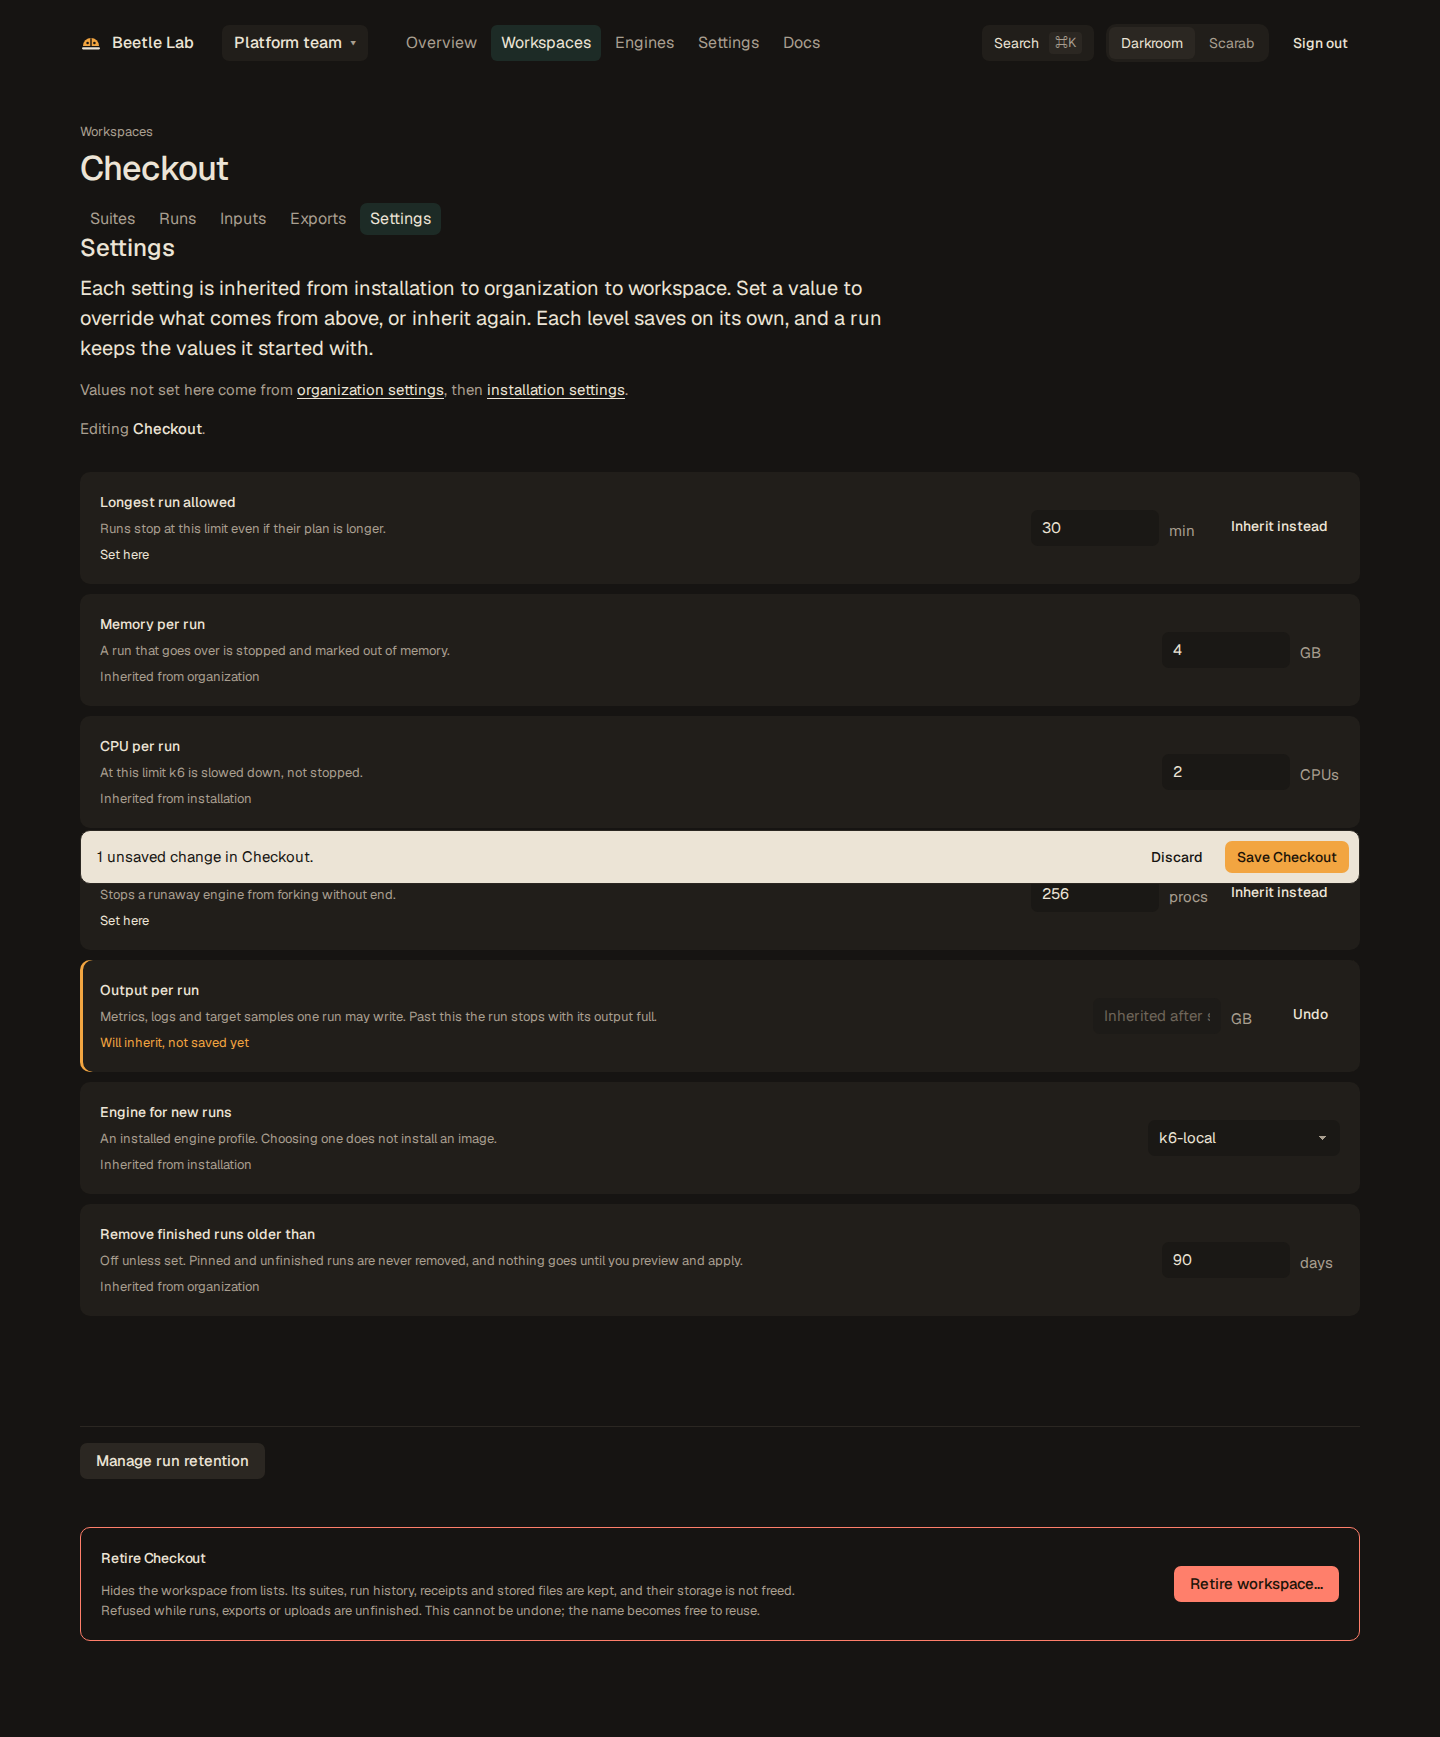 Beetle Lab
Platform team
Overview
Workspaces
Engines
Settings
Docs
Search ⌘K
Darkroom
Scarab
Sign out
Workspaces
Checkout
Suites
Runs
Inputs
Exports
Settings
Settings
Each setting is inherited from installation to organization to workspace. Set a value to
override what comes from above, or inherit again. Each level saves on its own, and a run
keeps the values it started with.
Values not set here come from organization settings, then installation settings.
Editing Checkout.
Longest run allowed
Runs stop at this limit even if their plan is longer.
Set here
30 min
Inherit instead
Memory per run
A run that goes over is stopped and marked out of memory.
Inherited from organization
4 GB
CPU per run
At this limit k6 is slowed down, not stopped.
Inherited from installation
2 CPUs
1 unsaved change in Checkout.
Discard
Save Checkout
Stops a runaway engine from forking without end.
Set here
256 procs
Inherit instead
Output per run
Metrics, logs and target samples one run may write. Past this the run stops with its output full.
Will inherit, not saved yet
Inherited after GB
Undo
Engine for new runs
An installed engine profile. Choosing one does not install an image.
Inherited from installation
k6-local
Remove finished runs older than
Off unless set. Pinned and unfinished runs are never removed, and nothing goes until you preview and apply.
Inherited from organization
90 days
Manage run retention
Retire Checkout
Hides the workspace from lists. Its suites, run history, receipts and stored files are kept, and their storage is not freed.
Refused while runs, exports or uploads are unfinished. This cannot be undone; the name becomes free to reuse.
Retire workspace…